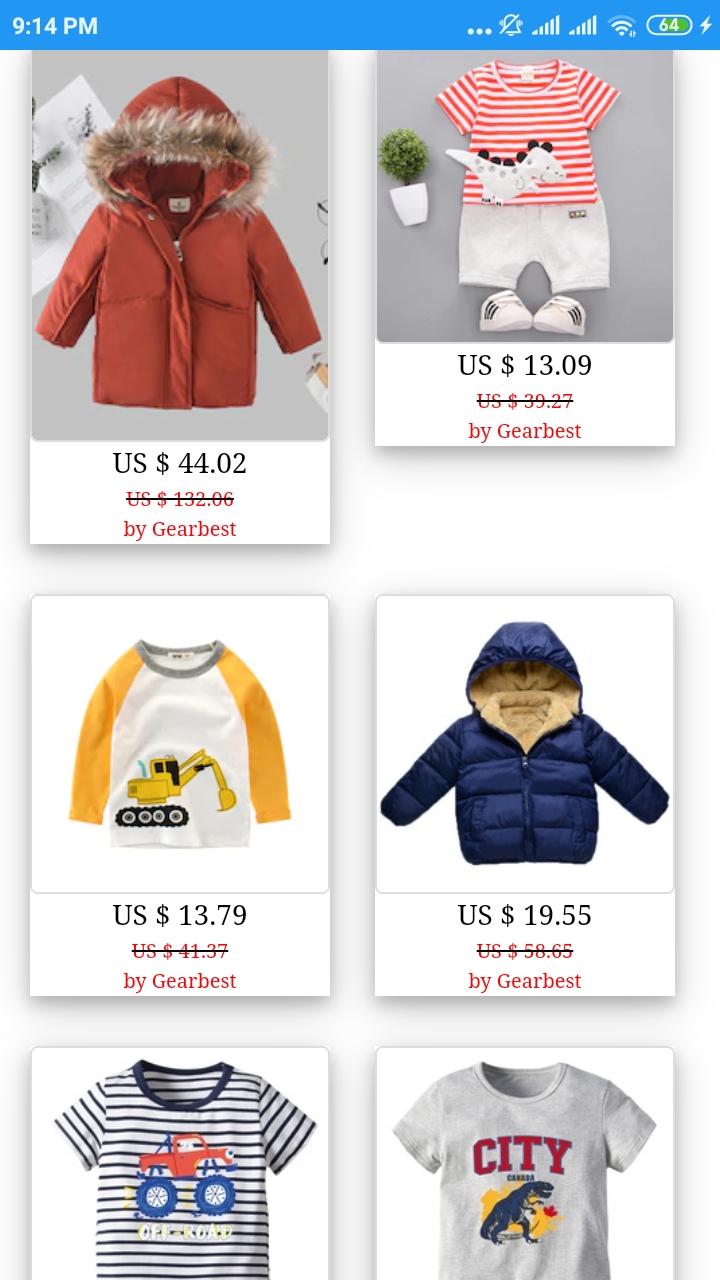 9:14 PM
64
US $ 44.02
US $ 132.06
by Gearbest
US $ 13.09
US $ 39.27
by Gearbest
US $ 13.79
US $ 41.37
by Gearbest
US $ 19.55
US $ 58.65
by Gearbest
OFF-ROAD
CITY
CANADA